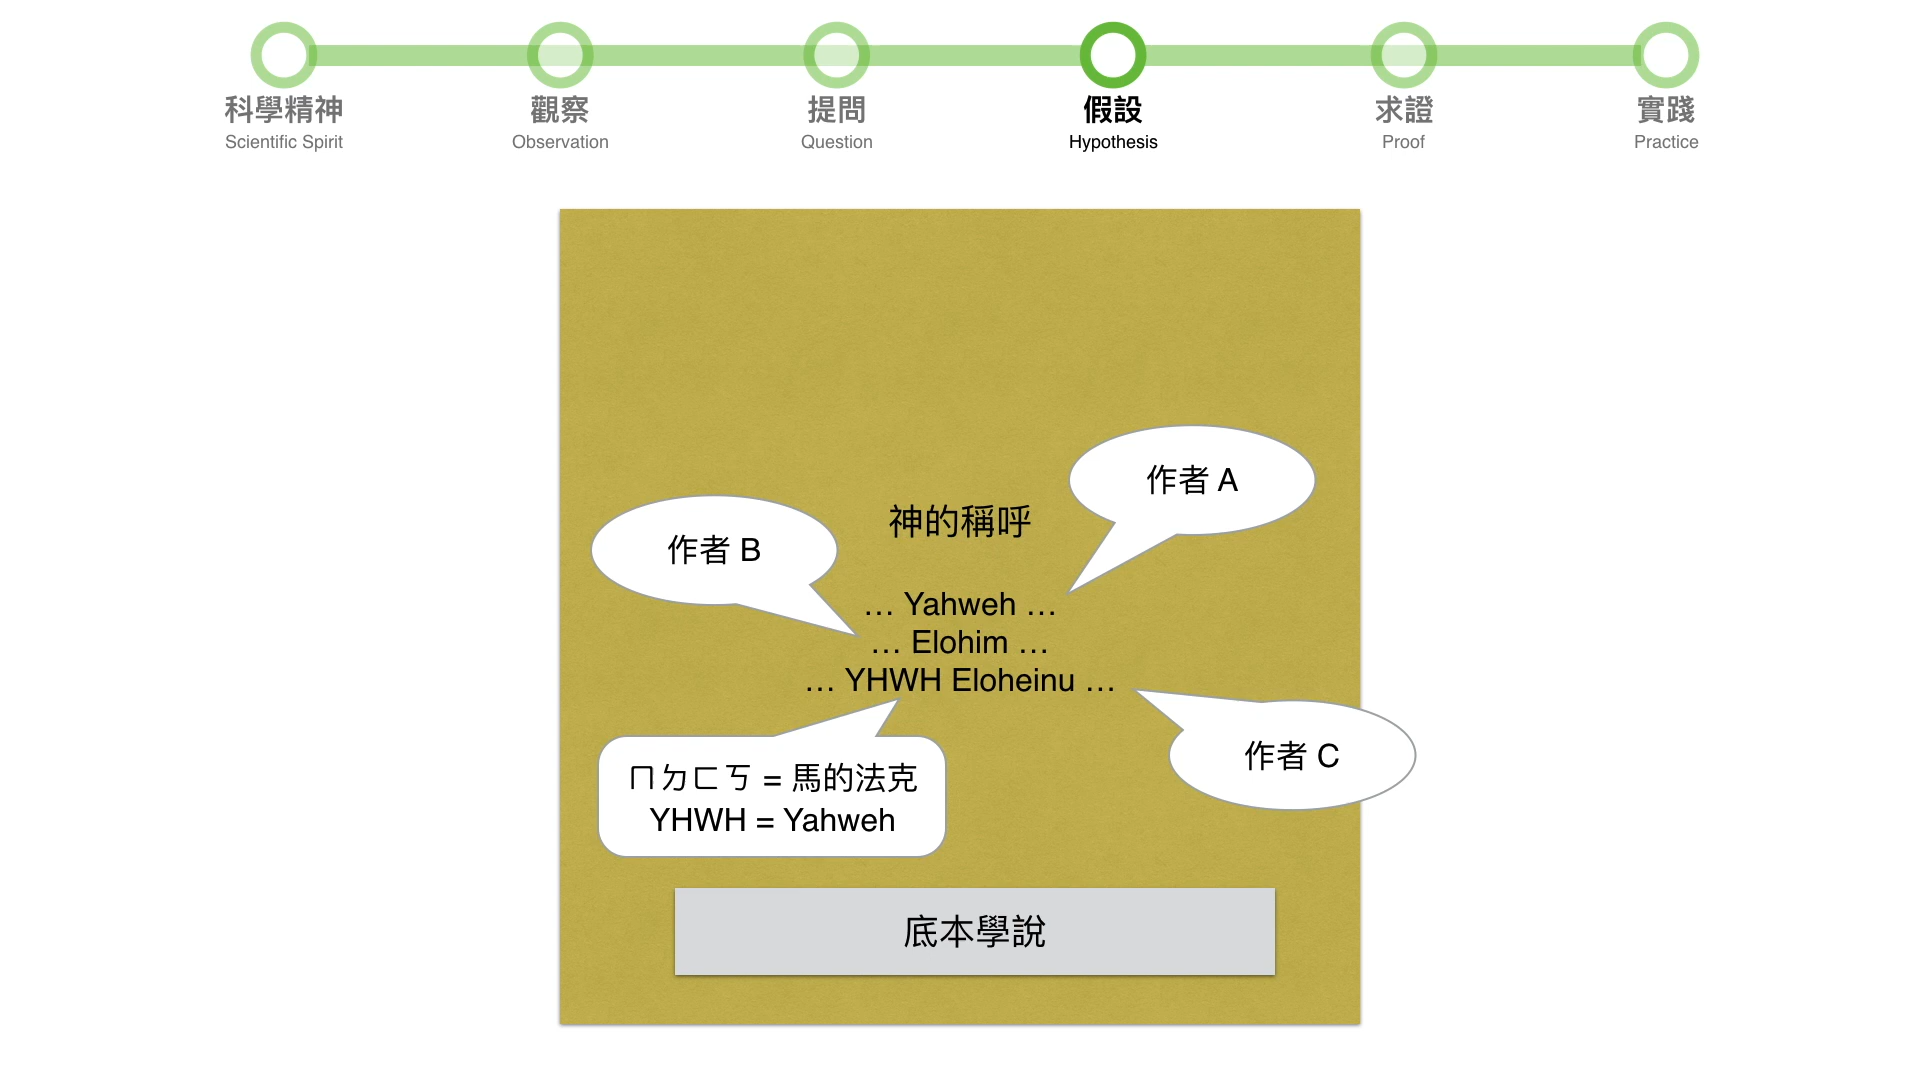 科學精神
Scientific Spirit
觀察
Observation
提問
Question
假設
Hypothesis
求證
Proof
實踐
Practice
作者 A
神的稱呼
作者 B
… Yahweh …
… Elohim …
… YHWH Eloheinu …
作者 C
ㄇㄉㄈㄎ = 馬的法克
YHWH = Yahweh
底本學說